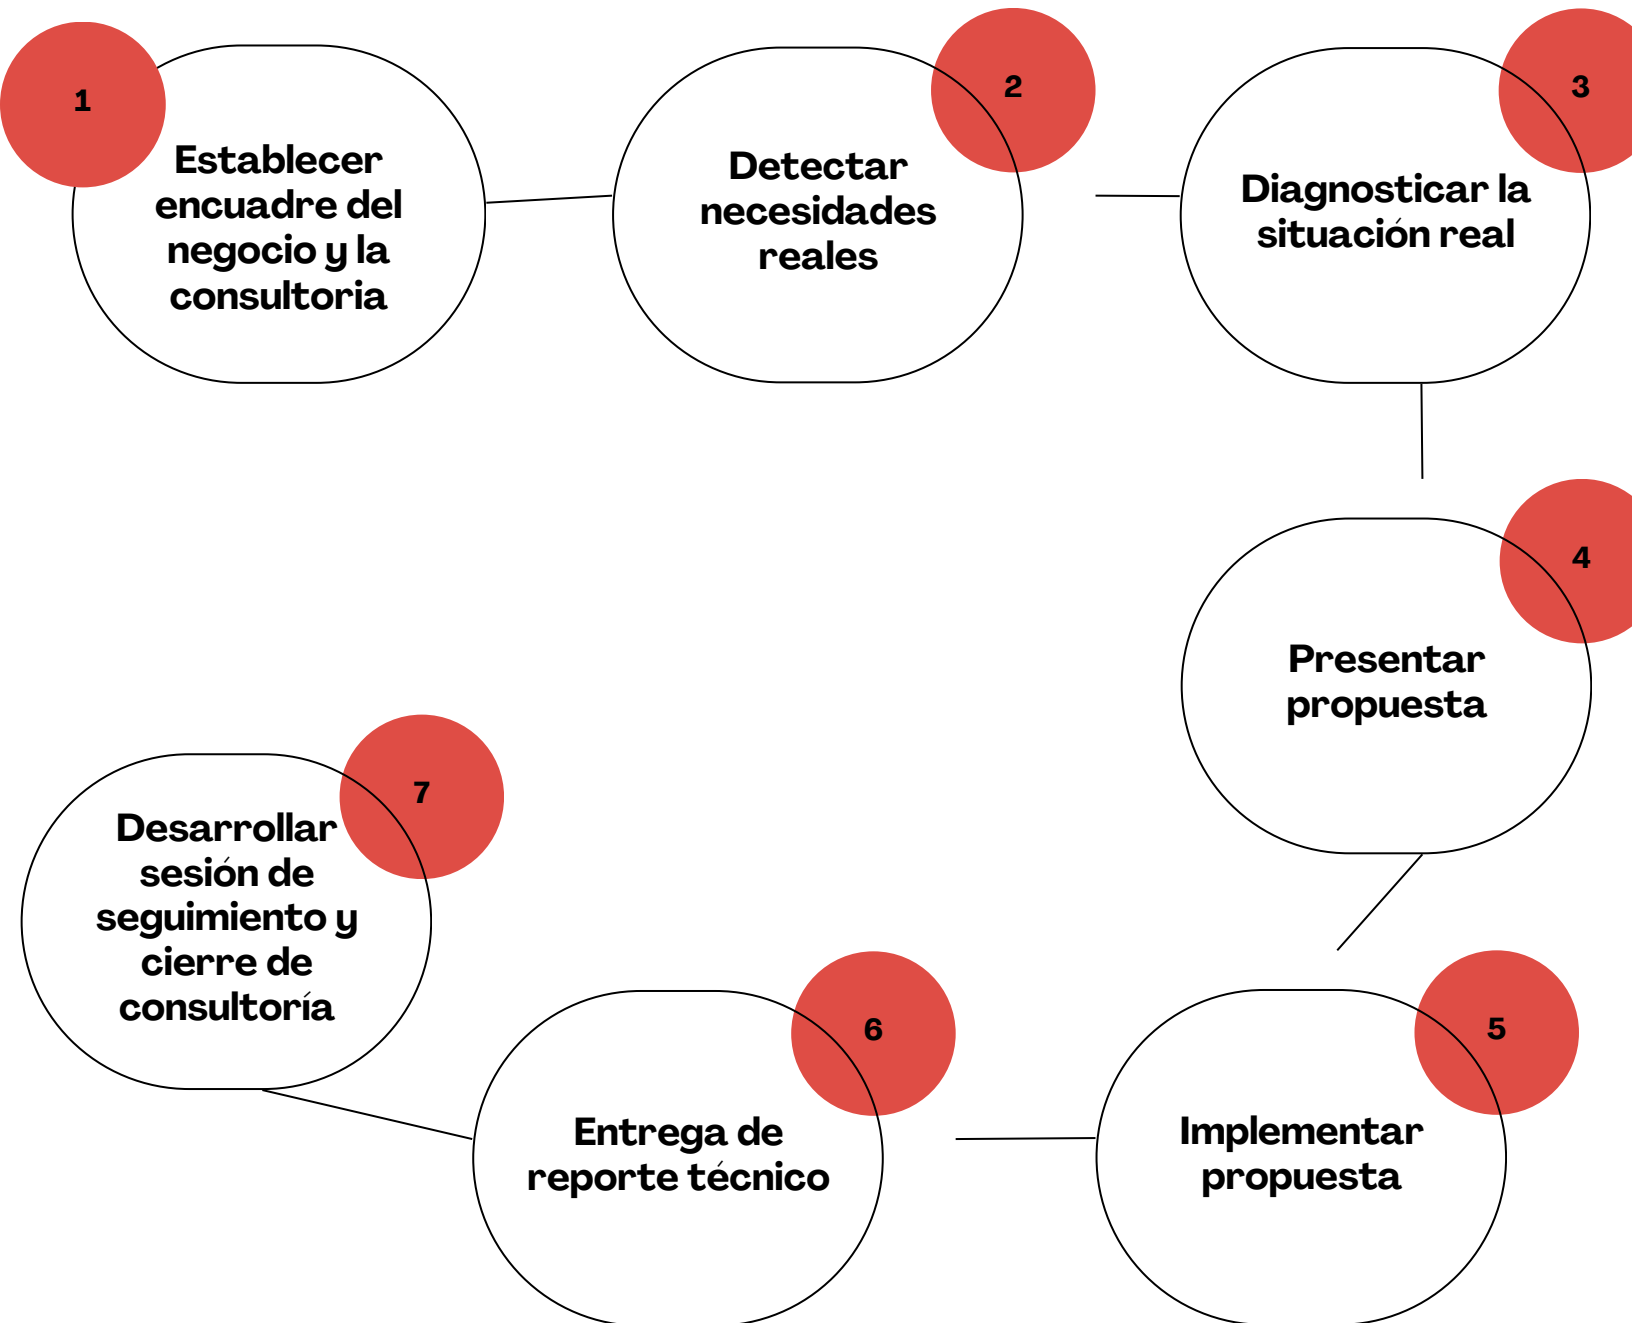 1
Establecer
encuadre del
negocio y la
consultoria
2
Detectar
necesidades
reales
3
Diagnosticar la
situación real
4
Presentar
propuesta
5
Implementar
propuesta
6
Entrega de
reporte técnico
7
Desarrollar
sesión de
seguimiento y
cierre de
consultoría